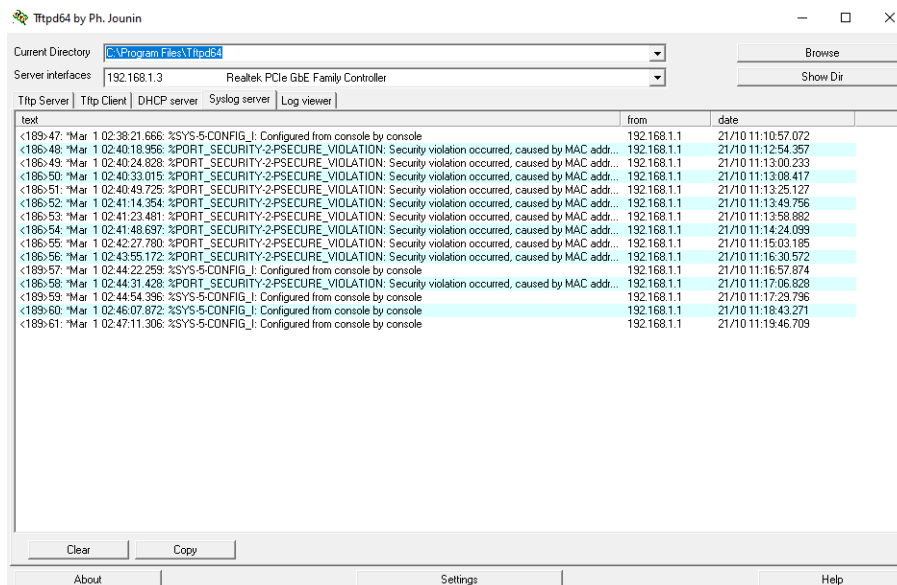 Tftpd64 by Ph. Jounin
Current Directory C:\Program Files\Tftpd64 Browse
Server interfaces 192.168.1.3 Realtek PCIe GbE Family Controller Show Dir
Tftp Server Tftp Client DHCP server Syslog server Log viewer
text from date
<189>47: *Mar 1 02:38:21.666: %SYS-5-CONFIG_I: Configured from console by console 192.168.1.1 21/10 11:10:57.072
<186>48: *Mar 1 02:40:18.956: %PORT_SECURITY-2-PSECURE_VIOLATION: Security violation occurred, caused by MAC addr... 192.168.1.1 21/10 11:12:54.357
<186>49: *Mar 1 02:40:24.828: %PORT_SECURITY-2-PSECURE_VIOLATION: Security violation occurred, caused by MAC addr... 192.168.1.1 21/10 11:13:00.233
<186>50: *Mar 1 02:40:33.015: %PORT_SECURITY-2-PSECURE_VIOLATION: Security violation occurred, caused by MAC addr... 192.168.1.1 21/10 11:13:08.417
<186>51: *Mar 1 02:40:49.725: %PORT_SECURITY-2-PSECURE_VIOLATION: Security violation occurred, caused by MAC addr... 192.168.1.1 21/10 11:13:25.127
<186>52: *Mar 1 02:41:14.354: %PORT_SECURITY-2-PSECURE_VIOLATION: Security violation occurred, caused by MAC addr... 192.168.1.1 21/10 11:13:49.756
<186>53: *Mar 1 02:41:23.481: %PORT_SECURITY-2-PSECURE_VIOLATION: Security violation occurred, caused by MAC addr... 192.168.1.1 21/10 11:13:58.882
<186>54: *Mar 1 02:41:48.697: %PORT_SECURITY-2-PSECURE_VIOLATION: Security violation occurred, caused by MAC addr... 192.168.1.1 21/10 11:14:24.099
<186>55: *Mar 1 02:42:27.780: %PORT_SECURITY-2-PSECURE_VIOLATION: Security violation occurred, caused by MAC addr... 192.168.1.1 21/10 11:15:03.185
<186>56: *Mar 1 02:43:55.172: %PORT_SECURITY-2-PSECURE_VIOLATION: Security violation occurred, caused by MAC addr... 192.168.1.1 21/10 11:16:30.572
<189>57: *Mar 1 02:44:22.259: %SYS-5-CONFIG_I: Configured from console by console 192.168.1.1 21/10 11:16:57.874
<186>58: *Mar 1 02:44:31.428: %PORT_SECURITY-2-PSECURE_VIOLATION: Security violation occurred, caused by MAC addr... 192.168.1.1 21/10 11:17:06.828
<189>59: *Mar 1 02:44:54.396: %SYS-5-CONFIG_I: Configured from console by console 192.168.1.1 21/10 11:17:29.796
<189>60: *Mar 1 02:46:07.872: %SYS-5-CONFIG_I: Configured from console by console 192.168.1.1 21/10 11:18:43.271
<189>61: *Mar 1 02:47:11.306: %SYS-5-CONFIG_I: Configured from console by console 192.168.1.1 21/10 11:19:46.709
Clear Copy
About Settings Help